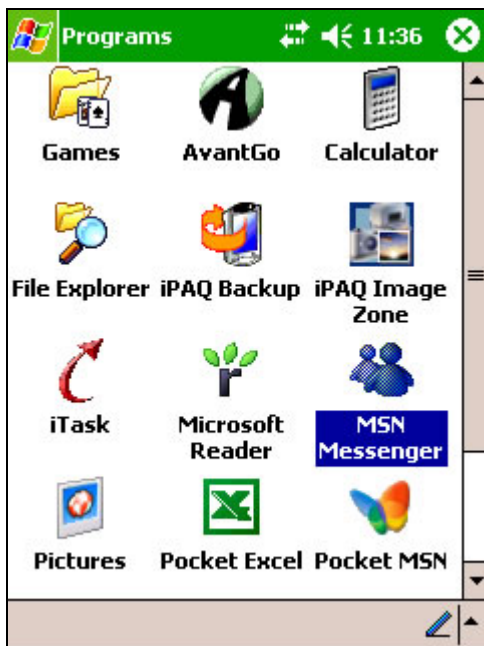 Programs 11:36
Games AvantGo Calculator
File Explorer iPAQ Backup iPAQ Image
Zone
iTask Microsoft MSN
Reader Messenger
Pictures Pocket Excel Pocket MSN